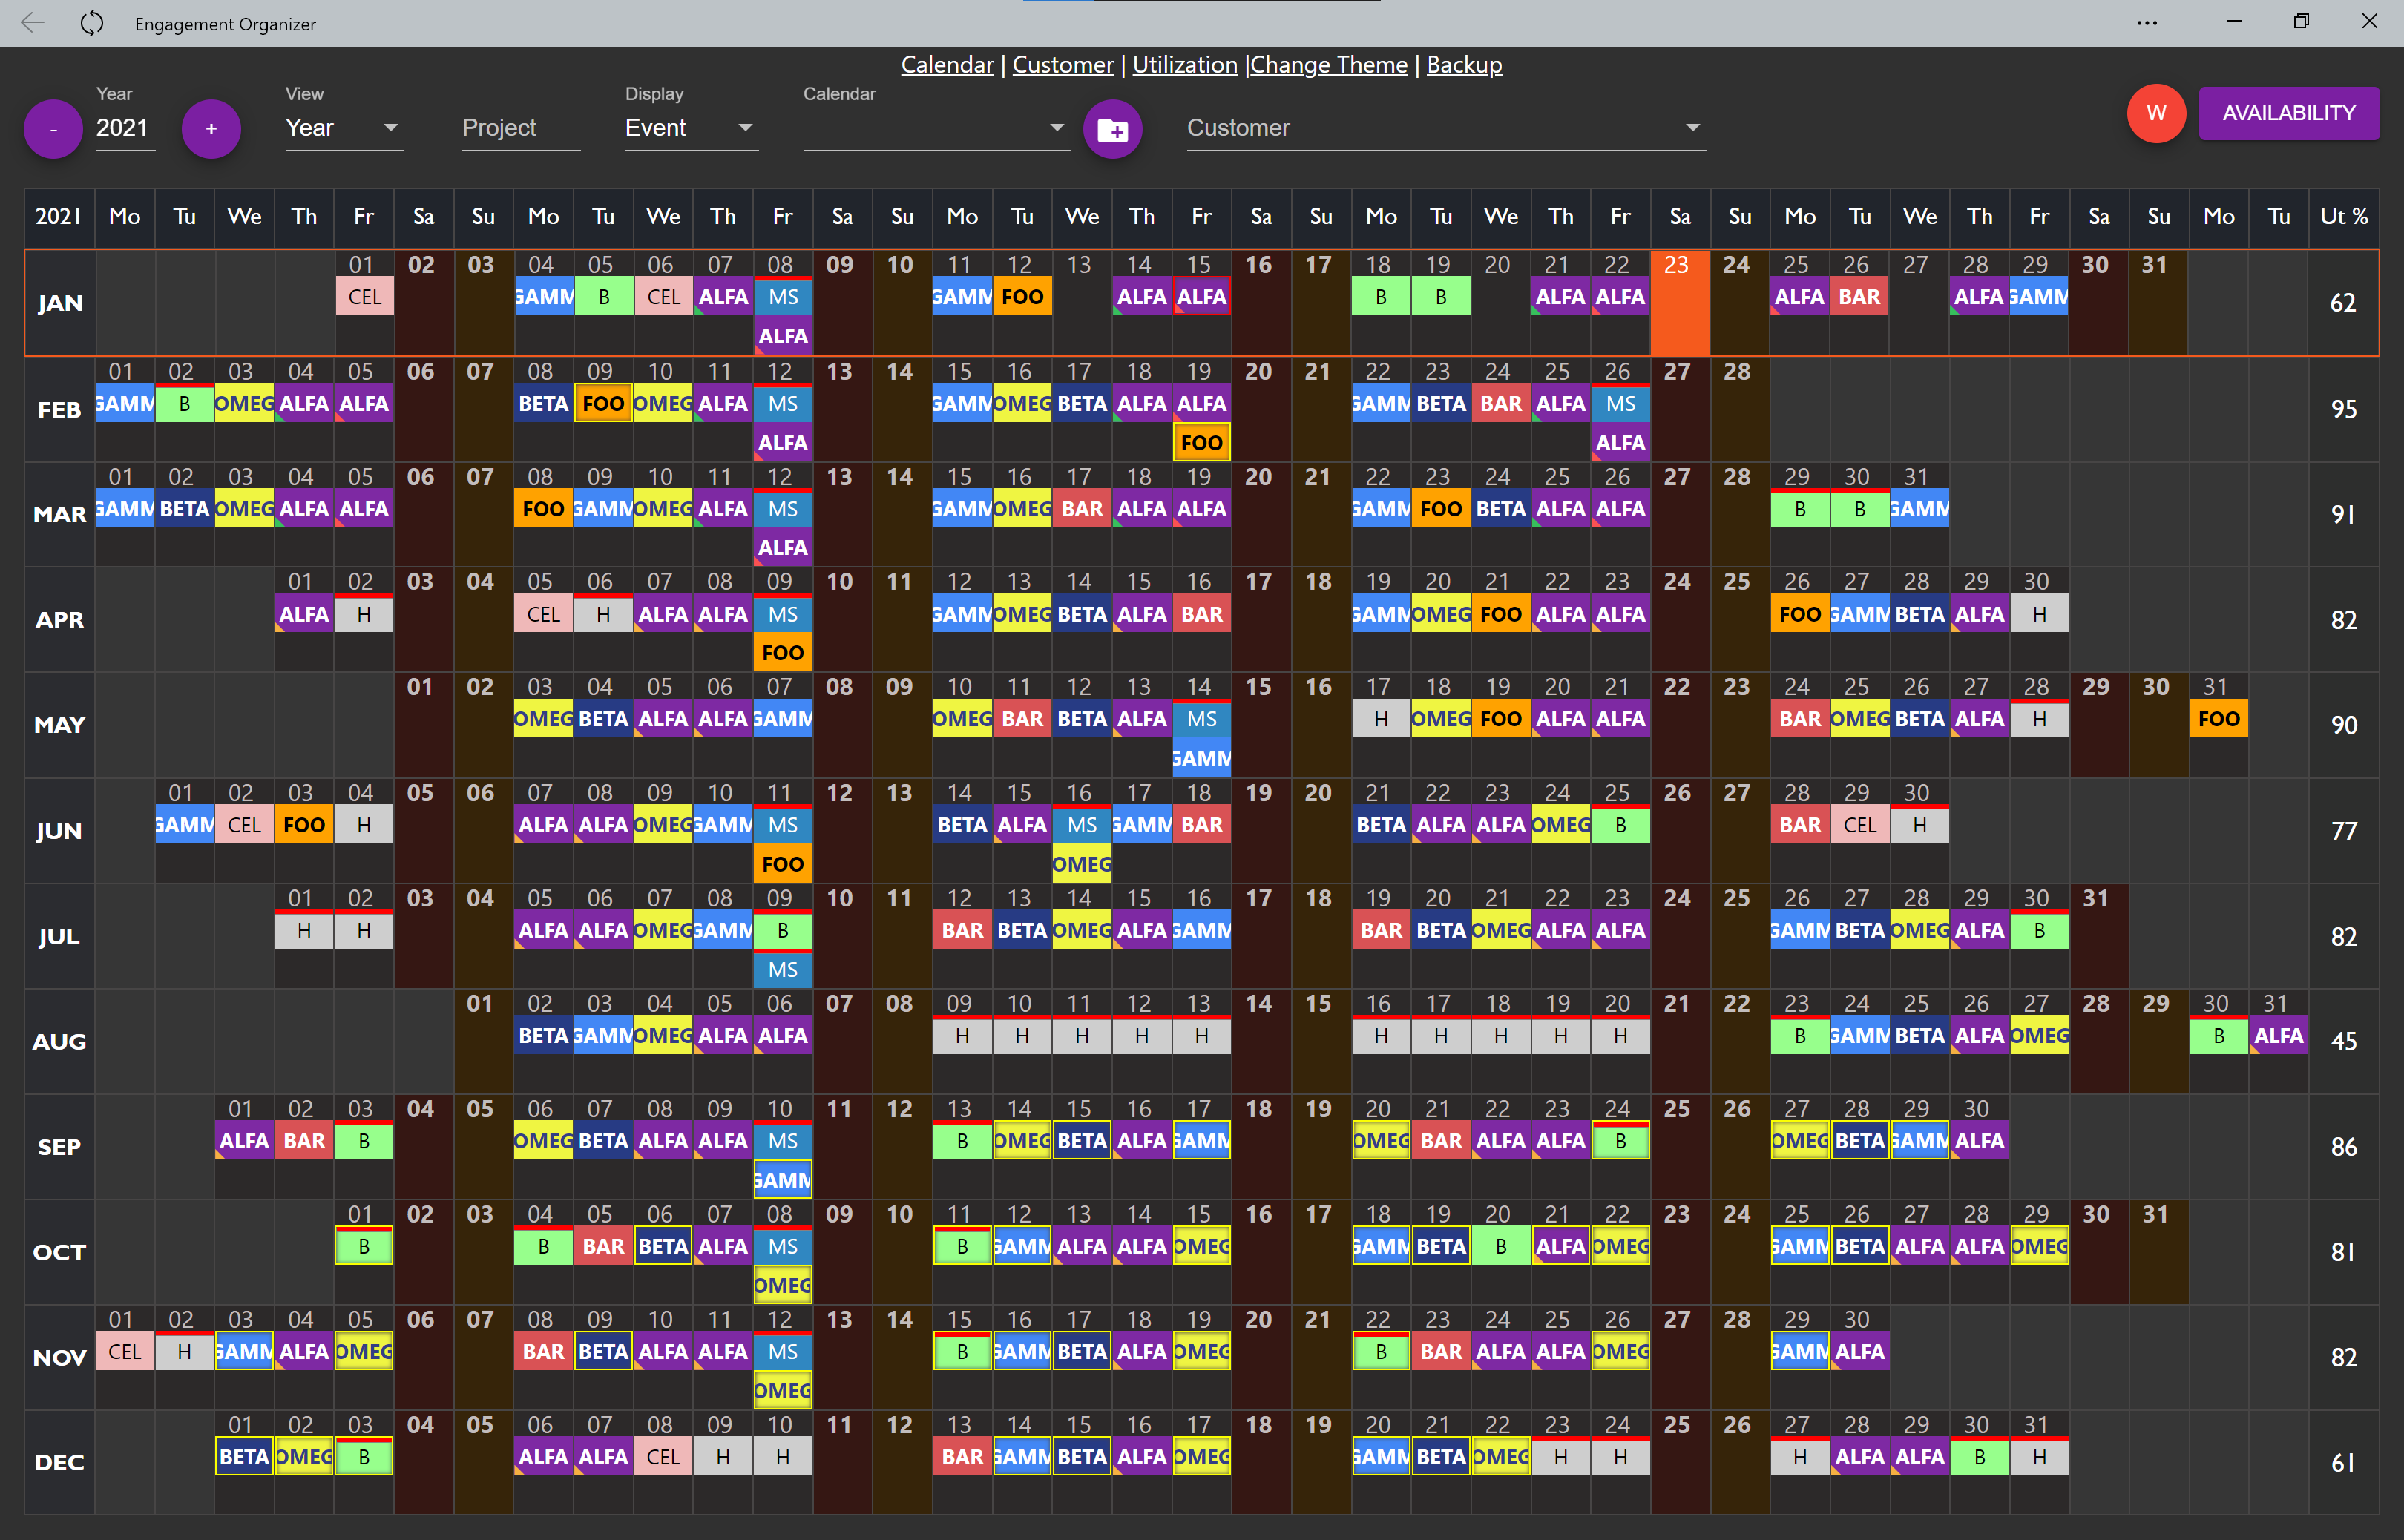 Engagement Organizer
Calendar | Customer | Utilization |Change Theme | Backup
Year View Display Calendar
- 2021 + Year Project Event Customer W AVAILABILITY
2021 Mo Tu We Th Fr Sa Su Mo Tu We Th Fr Sa Su Mo Tu We Th Fr Sa Su Mo Tu We Th Fr Sa Su Mo Tu We Th Fr Sa Su Mo Tu Ut %
01 02 03 04 05 06 07 08 09 10 11 12 13 14 15 16 17 18 19 20 21 22 23 24 25 26 27 28 29 30 31
JAN CEL GAMM B CEL ALFA MS GAMM FOO ALFA ALFA B B ALFA ALFA ALFA BAR ALFA GAMM 62
ALFA
01 02 03 04 05 06 07 08 09 10 11 12 13 14 15 16 17 18 19 20 21 22 23 24 25 26 27 28
FEB GAMM B OMEG ALFA ALFA BETA FOO OMEG ALFA MS GAMM OMEG BETA ALFA ALFA GAMM BETA BAR ALFA MS 95
ALFA FOO ALFA
01 02 03 04 05 06 07 08 09 10 11 12 13 14 15 16 17 18 19 20 21 22 23 24 25 26 27 28 29 30 31
MAR GAMM BETA OMEG ALFA ALFA FOO GAMM OMEG ALFA MS GAMM OMEG BAR ALFA ALFA GAMM FOO BETA ALFA ALFA B B GAMM 91
ALFA
01 02 03 04 05 06 07 08 09 10 11 12 13 14 15 16 17 18 19 20 21 22 23 24 25 26 27 28 29 30
APR ALFA H CEL H ALFA ALFA MS GAMM OMEG BETA ALFA BAR GAMM OMEG FOO ALFA ALFA FOO GAMM BETA ALFA H 82
FOO
01 02 03 04 05 06 07 08 09 10 11 12 13 14 15 16 17 18 19 20 21 22 23 24 25 26 27 28 29 30 31
MAY OMEG BETA ALFA ALFA GAMM OMEG BAR BETA ALFA MS H OMEG FOO ALFA ALFA BAR OMEG BETA ALFA H FOO 90
GAMM
01 02 03 04 05 06 07 08 09 10 11 12 13 14 15 16 17 18 19 20 21 22 23 24 25 26 27 28 29 30
JUN GAMM CEL FOO H ALFA ALFA OMEG GAMM MS BETA ALFA MS GAMM BAR BETA ALFA ALFA OMEG B BAR CEL H 77
FOO OMEG
01 02 03 04 05 06 07 08 09 10 11 12 13 14 15 16 17 18 19 20 21 22 23 24 25 26 27 28 29 30 31
JUL H H ALFA ALFA OMEG GAMM B BAR BETA OMEG ALFA GAMM BAR BETA OMEG ALFA ALFA GAMM BETA OMEG ALFA B 82
MS
01 02 03 04 05 06 07 08 09 10 11 12 13 14 15 16 17 18 19 20 21 22 23 24 25 26 27 28 29 30 31
AUG BETA GAMM OMEG ALFA ALFA H H H H H H H H H H B GAMM BETA ALFA OMEG B ALFA 45
01 02 03 04 05 06 07 08 09 10 11 12 13 14 15 16 17 18 19 20 21 22 23 24 25 26 27 28 29 30
SEP ALFA BAR B OMEG BETA ALFA ALFA MS B OMEG BETA ALFA GAMM OMEG BAR ALFA ALFA B OMEG BETA GAMM ALFA 86
GAMM
01 02 03 04 05 06 07 08 09 10 11 12 13 14 15 16 17 18 19 20 21 22 23 24 25 26 27 28 29 30 31
OCT B B BAR BETA ALFA MS B GAMM ALFA ALFA OMEG GAMM BETA B ALFA OMEG GAMM BETA ALFA ALFA OMEG 81
OMEG
01 02 03 04 05 06 07 08 09 10 11 12 13 14 15 16 17 18 19 20 21 22 23 24 25 26 27 28 29 30
NOV CEL H GAMM ALFA OMEG BAR BETA ALFA ALFA MS B GAMM BETA ALFA OMEG B BAR ALFA ALFA OMEG GAMM ALFA 82
OMEG
01 02 03 04 05 06 07 08 09 10 11 12 13 14 15 16 17 18 19 20 21 22 23 24 25 26 27 28 29 30 31
DEC BETA OMEG B ALFA ALFA CEL H H BAR GAMM BETA ALFA OMEG GAMM BETA OMEG H H H ALFA ALFA B H 61